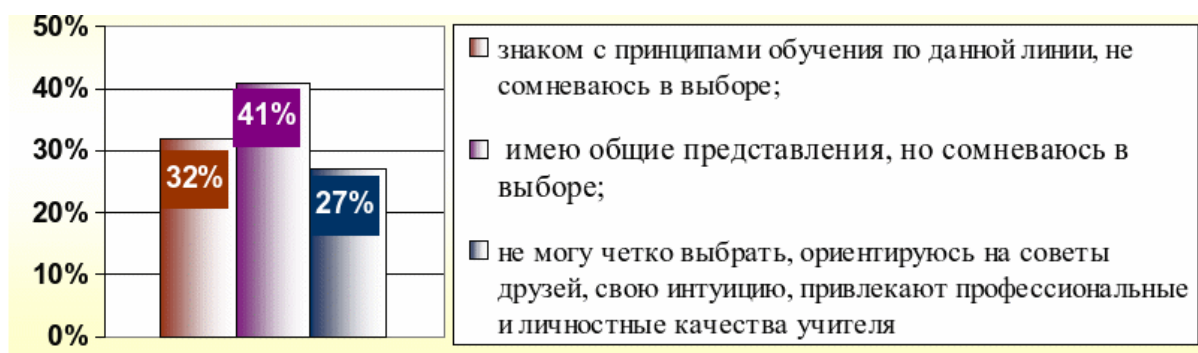 50%
40%
30%
20%
10%
0%
32%
41%
27%
знаком с принципами обучения по данной линии, не
сомневаюсь в выборе;
имею общие представления, но сомневаюсь в
выборе;
не могу четко выбрать, ориентируюсь на советы
друзей, свою интуицию, привлекают профессиональные
и личностные качества учителя